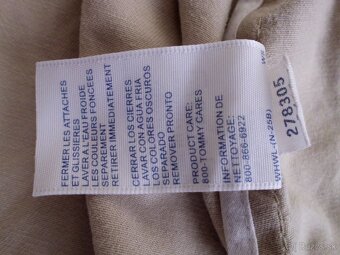 FERMER LES ATTACHES
ET GLISSIERES
LAVER A L'EAU FROIDE
LES COULEURS FONCEES
SEPAREMENT
RETIRER IMMEDIATEMENT
CERRAR LOS CIERRES
LAVAR CON AGUA FRIA
LOS COLORES OSCUROS
SEPARADO
REMOVER PRONTO
PRODUCT CARE:
800-TOMMY CARES
INFORMATION DE
NETTOYAGE:
800-866-6922
WHWL-(N-25B)
278305